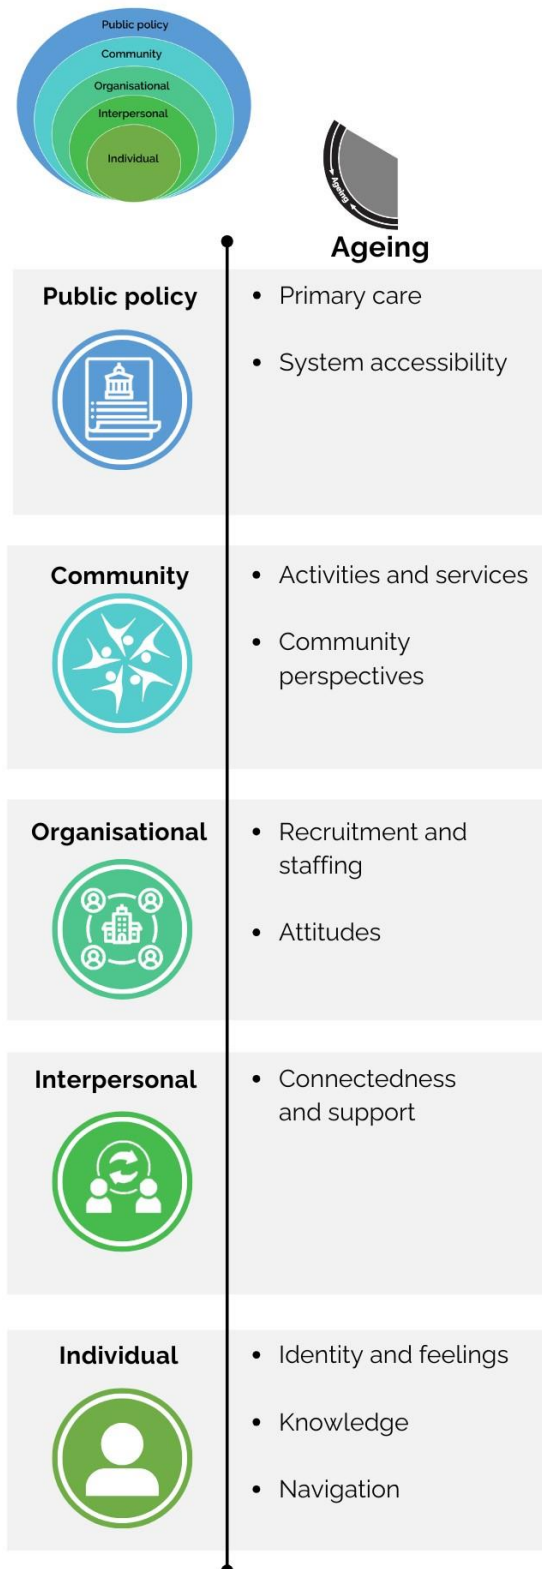 Public policy
Community
Organisational
Interpersonal
Individual
Ageing
Ageing
Public policy
• Primary care
• System accessibility
Community
• Activities and services
• Community
perspectives
Organisational
• Recruitment and
staffing
• Attitudes
Interpersonal
• Connectedness
and support
Individual
• Identity and feelings
• Knowledge
• Navigation